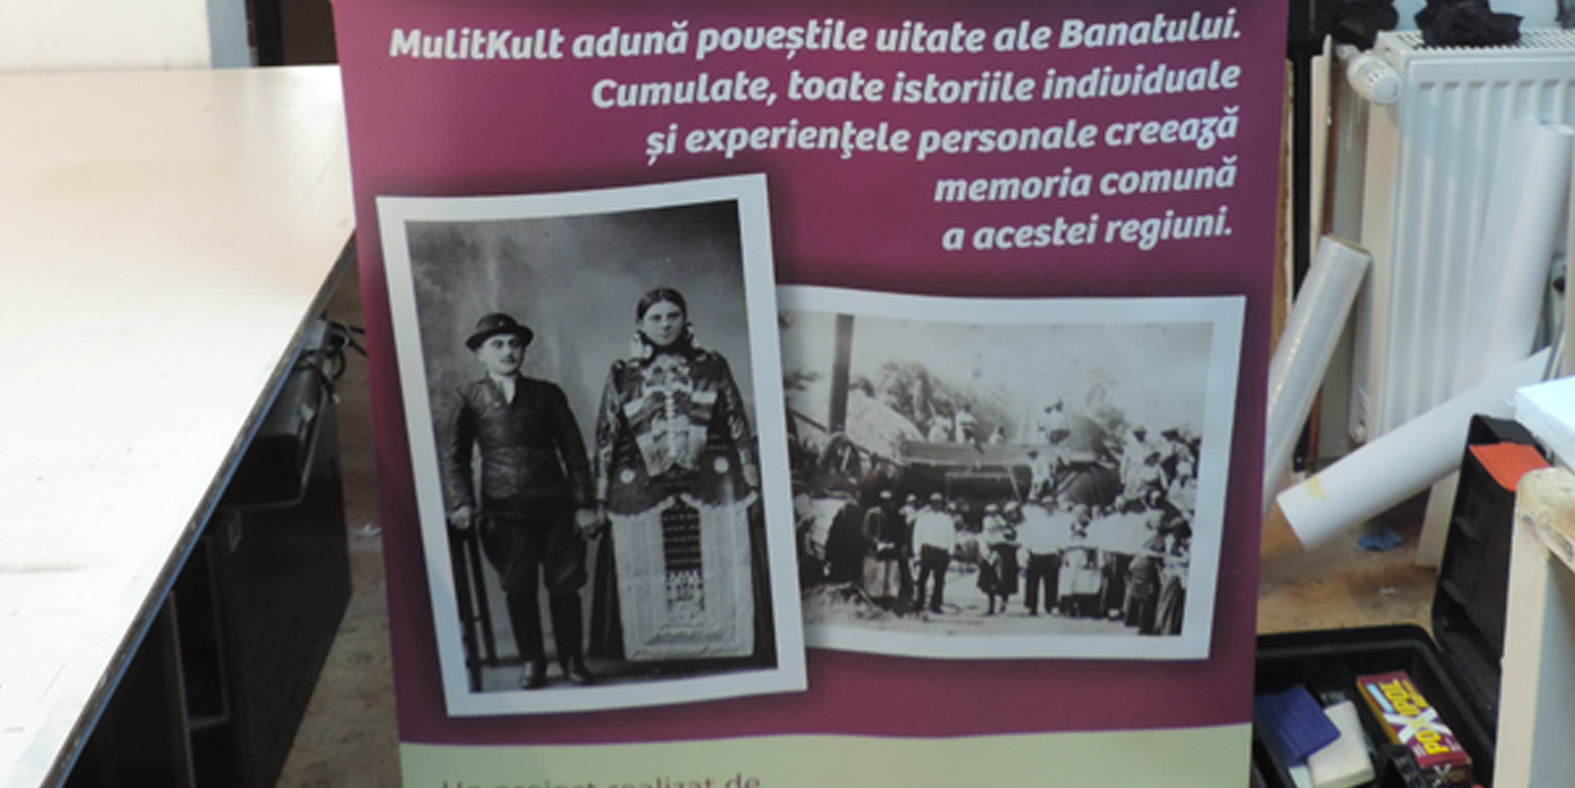 MulitKult adună poveștile uitate ale Banatului.
Cumulate, toate istoriile individuale
și experienţele personale creează
memoria comună
a acestei regiuni.
Un proiect realizat de
POXIPOL